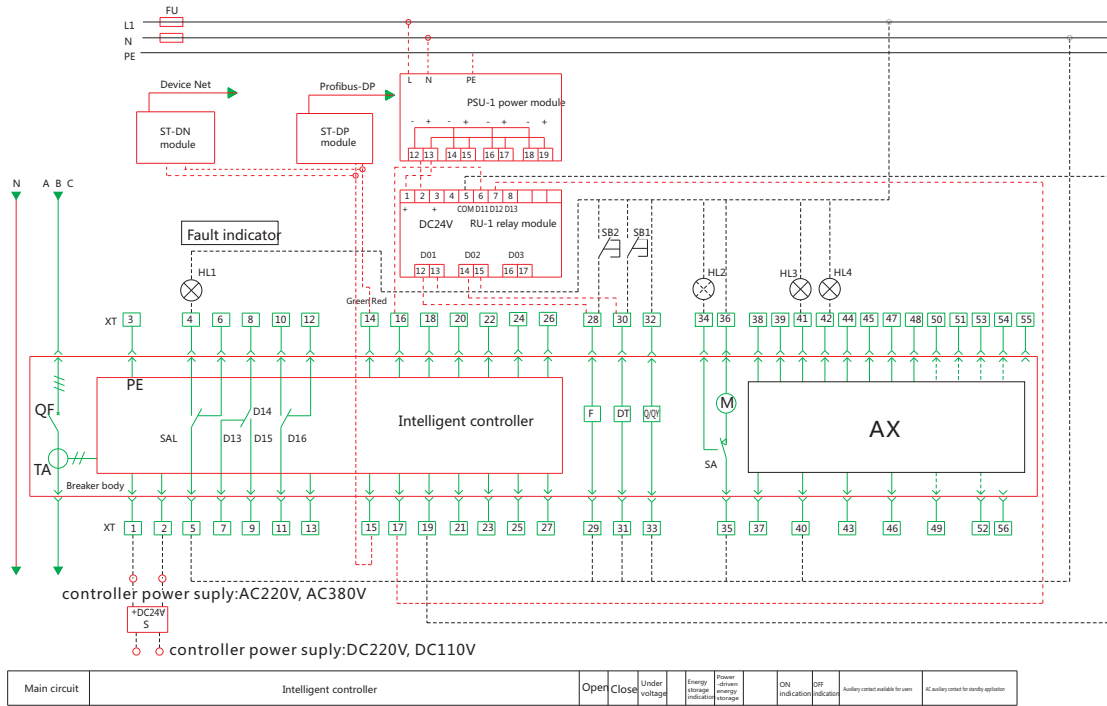 FU
L1
N
PE
Device Net
Profibus-DP
L N PE
PSU-1 power module
ST-DN
module
ST-DP
module
- + - + - + - +
12 13 14 15 16 17 18 19
N A B C
1 2 3 4 5 6 7 8
+ + COM D11 D12 D13
DC24V RU-1 relay module
Fault indicator
SB2 SB1
D01 D02 D03
12 13 14 15 16 17
HL1 HL2 HL3 HL4
Green Red
XT 3 4 6 8 10 12 14 16 18 20 22 24 26 28 30 32 34 36 38 39 41 42 44 45 47 48 50 51 53 54 55
PE
QF
D14
SAL D13 D15 D16
Intelligent controller
F DT Q/QY M
AX
SA
TA
Breaker body
XT 1 2 5 7 9 11 13 15 17 19 21 23 25 27 29 31 33 35 37 40 43 46 49 52 56
controller power suply:AC220V, AC380V
+DC24V
S
controller power suply:DC220V, DC110V
Main circuit
Intelligent controller
Open
Close
Under
voltage
Energy
storage
indication
Power
-driven
energy
storage
ON
indication
OFF
indication
Auxiliary contact available for users
AC auxiliary contact for standby application